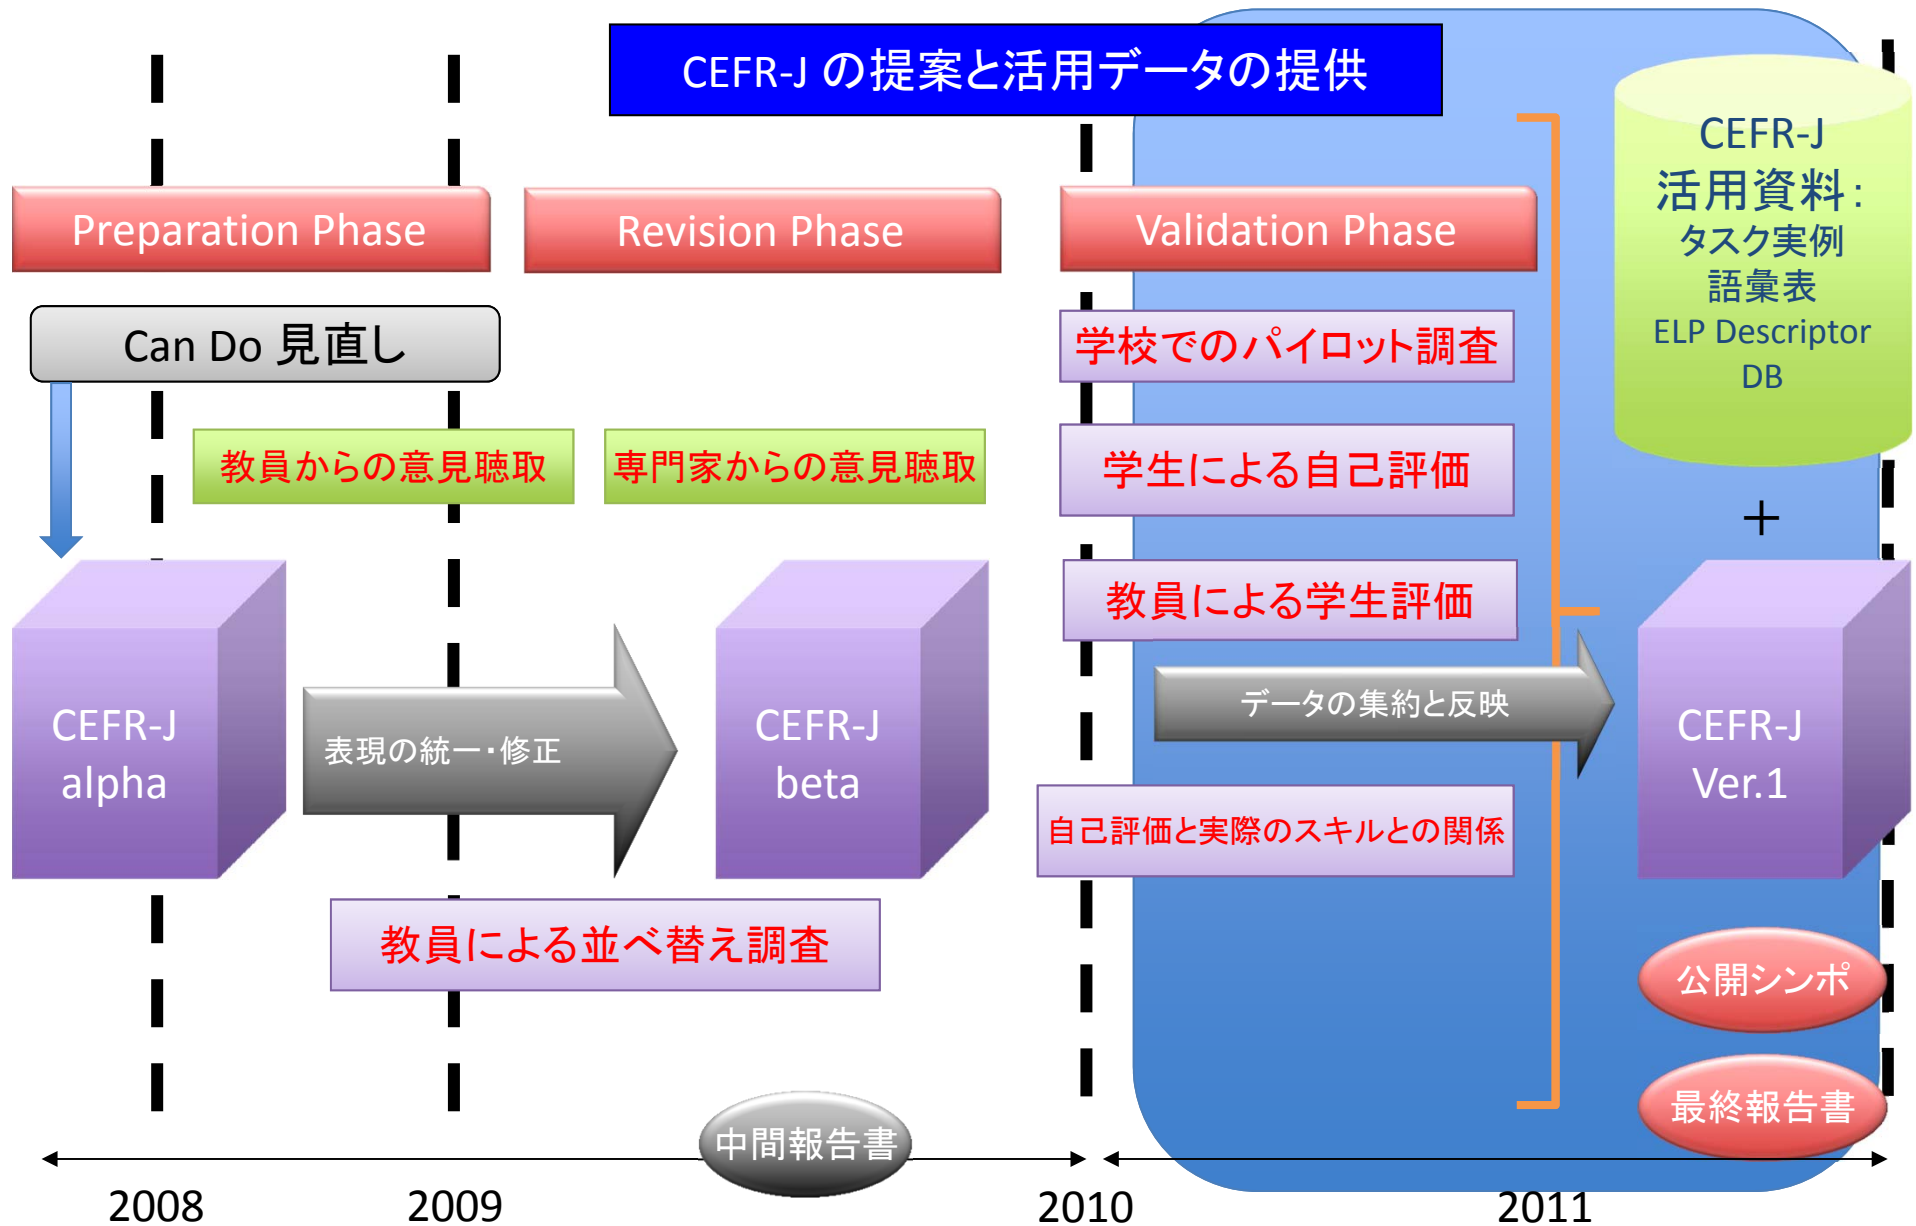 CEFR-J の提案と活用データの提供
Preparation Phase
Revision Phase
Validation Phase
CEFR-J
活用資料：
タスク実例
語彙表
ELP Descriptor
DB
Can Do 見直し
学校でのパイロット調査
教員からの意見聴取
専門家からの意見聴取
学生による自己評価
+
教員による学生評価
CEFR-J
alpha
表現の統一・修正
CEFR-J
beta
データの集約と反映
CEFR-J
Ver.1
自己評価と実際のスキルとの関係
教員による並べ替え調査
公開シンポ
最終報告書
中間報告書
2008
2009
2010
2011